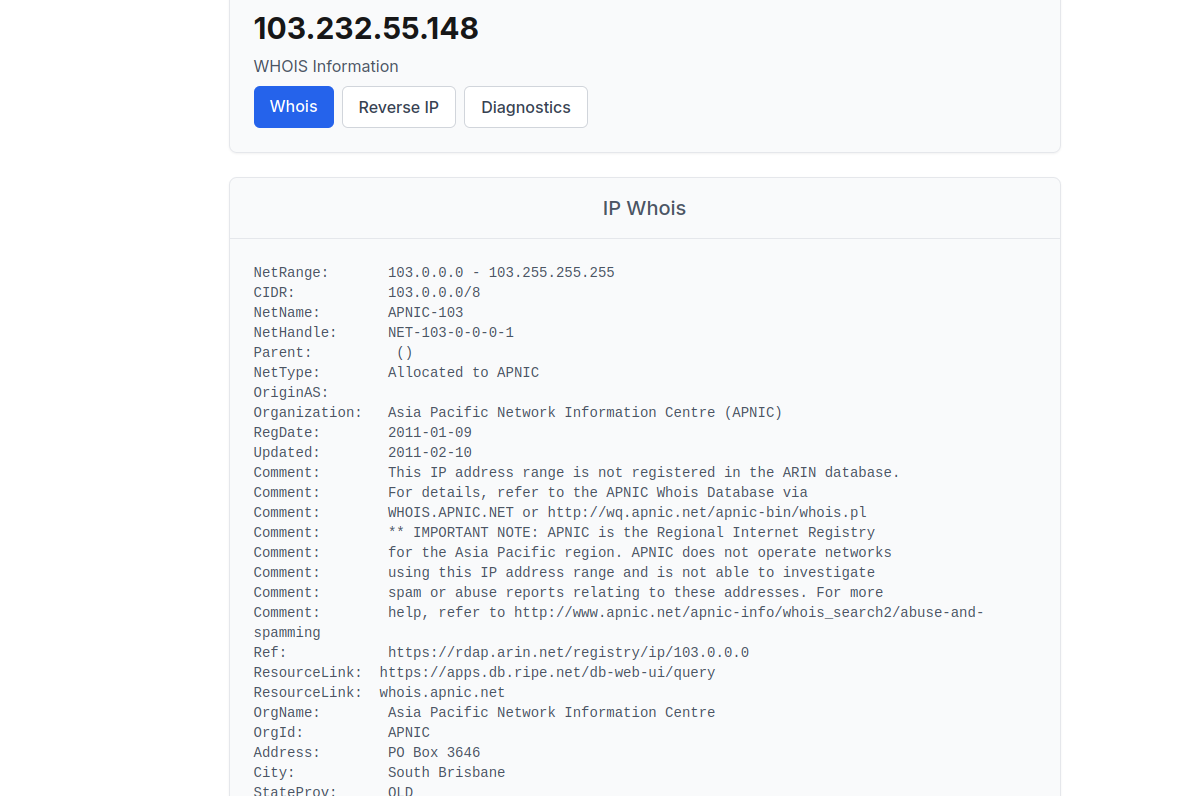 103.232.55.148
WHOIS Information
Whois Reverse IP Diagnostics
IP Whois
NetRange: 103.0.0.0 - 103.255.255.255
CIDR: 103.0.0.0/8
NetName: APNIC-103
NetHandle: NET-103-0-0-0-1
Parent: ()
NetType: Allocated to APNIC
OriginAS:
Organization: Asia Pacific Network Information Centre (APNIC)
RegDate: 2011-01-09
Updated: 2011-02-10
Comment: This IP address range is not registered in the ARIN database.
Comment: For details, refer to the APNIC Whois Database via
Comment: WHOIS.APNIC.NET or http://wq.apnic.net/apnic-bin/whois.pl
Comment: ** IMPORTANT NOTE: APNIC is the Regional Internet Registry
Comment: for the Asia Pacific region. APNIC does not operate networks
Comment: using this IP address range and is not able to investigate
Comment: spam or abuse reports relating to these addresses. For more
Comment: help, refer to http://www.apnic.net/apnic-info/whois_search2/abuse-and-
spamming
Ref: https://rdap.arin.net/registry/ip/103.0.0.0
ResourceLink: https://apps.db.ripe.net/db-web-ui/query
ResourceLink: whois.apnic.net
OrgName: Asia Pacific Network Information Centre
OrgId: APNIC
Address: PO Box 3646
City: South Brisbane
StateProv: QLD